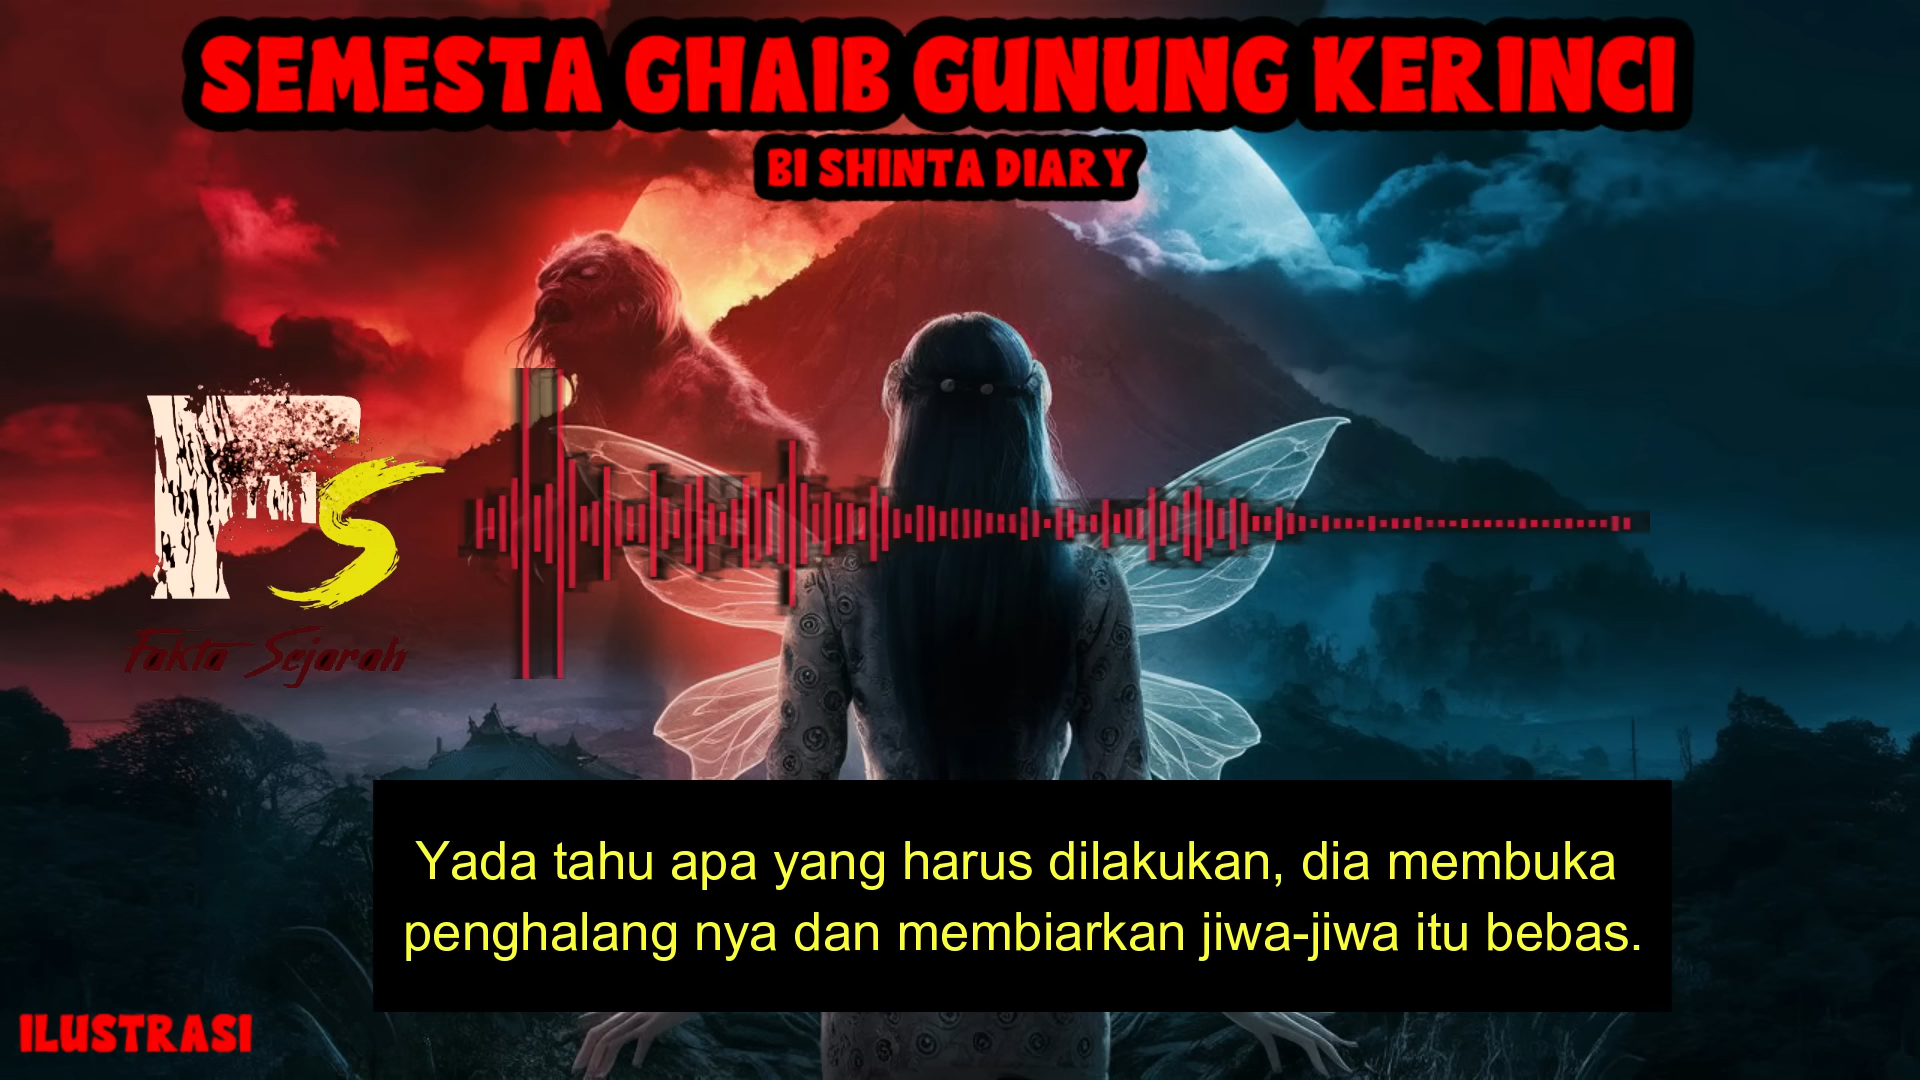 SEMESTA GHAIB GUNUNG KERINCI
BI SHINTA DIARY
FS
Fakta Sejarah
Yada tahu apa yang harus dilakukan, dia membuka
penghalang nya dan membiarkan jiwa-jiwa itu bebas.
ILUSTRASI